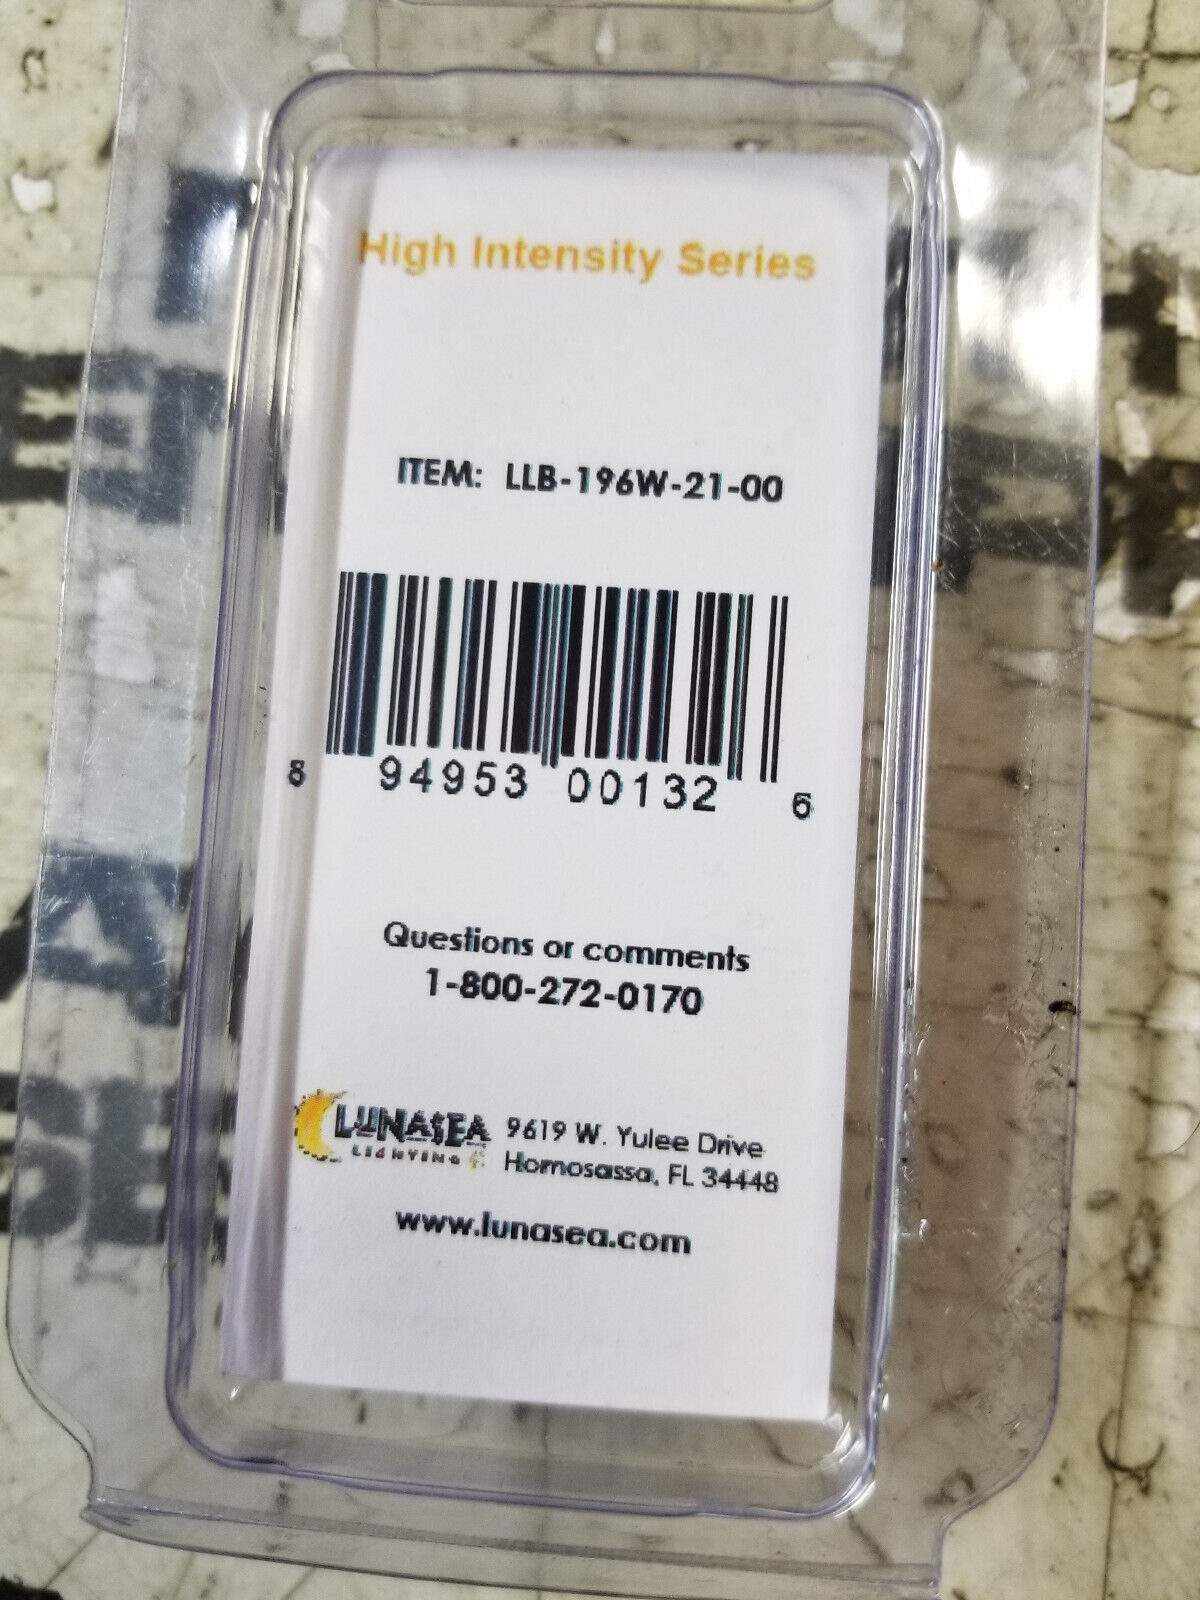 High Intensity Series
ITEM: LLB-196W-21-00
8 94953 00132 6
Questions or comments
1-800-272-0170
LUNASEA
LIGHTING
9619 W. Yulee Drive
Homosassa, FL 34448
www.lunasea.com